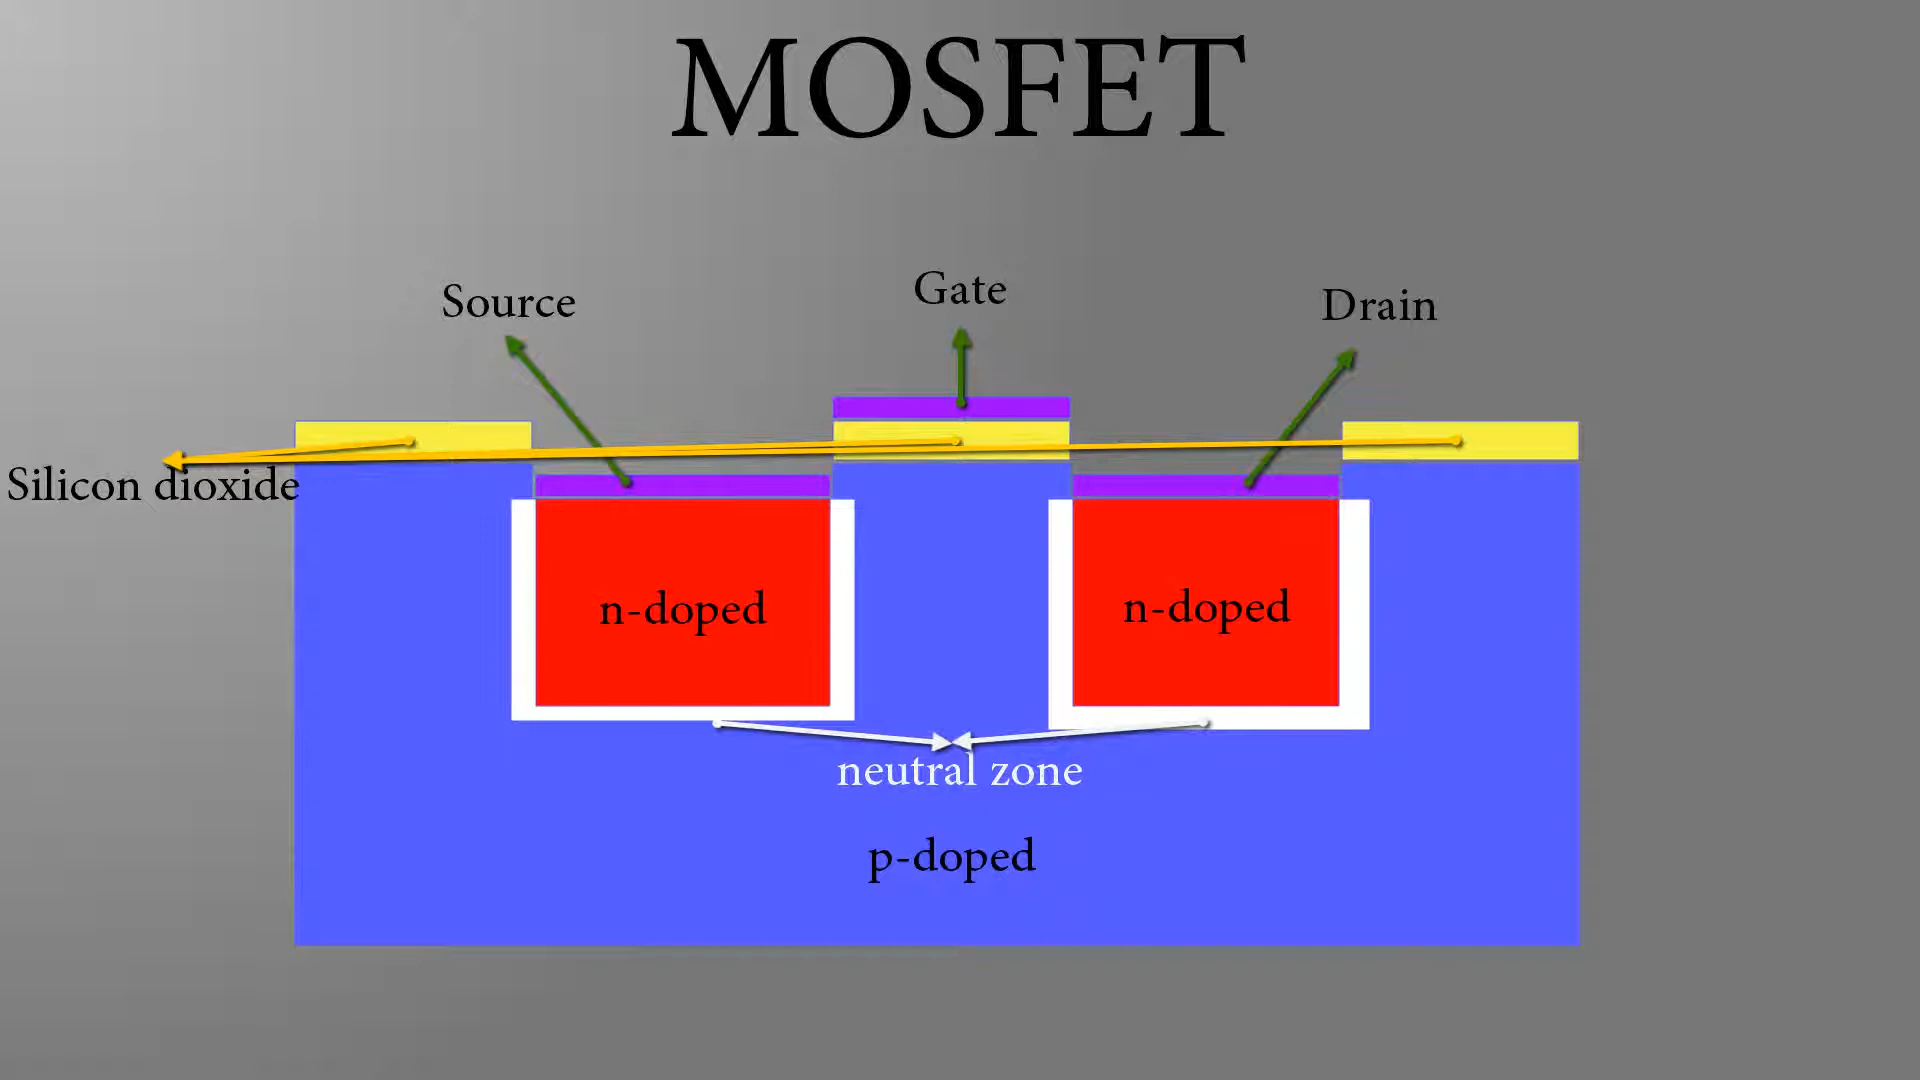 MOSFET
Source
Gate
Drain
Silicon dioxide
n-doped
n-doped
neutral zone
p-doped